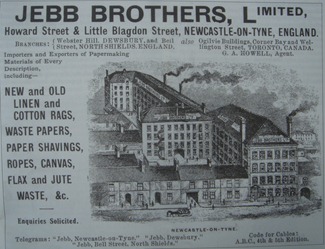 JEBB BROTHERS, LIMITED,
Howard Street & Little Blagdon Street, NEWCASTLE-ON-TYNE, ENGLAND.
BRANCHES: { Webster Hill, DEWSBURY, and Bell Street, NORTH SHIELDS, ENGLAND, also Ogilvie Buildings, Corner Bay and Wellington Street, TORONTO, CANADA. G. A. HOWELL, Agent.
Importers and Exporters of Papermaking
Materials of Every
Description,
including—
NEW and OLD
LINEN and
COTTON RAGS,
WASTE PAPERS,
PAPER SHAVINGS,
ROPES, CANVAS,
FLAX and JUTE
WASTE, &c.
Enquiries Solicited.
NEWCASTLE-ON-TYNE.
Telegrams: "Jebb, Newcastle-on-Tyne." "Jebb, Dewsbury."
"Jebb, Bell Street, North Shields."
Code for Cables:
A.B.C., 4th & 5th Edition.